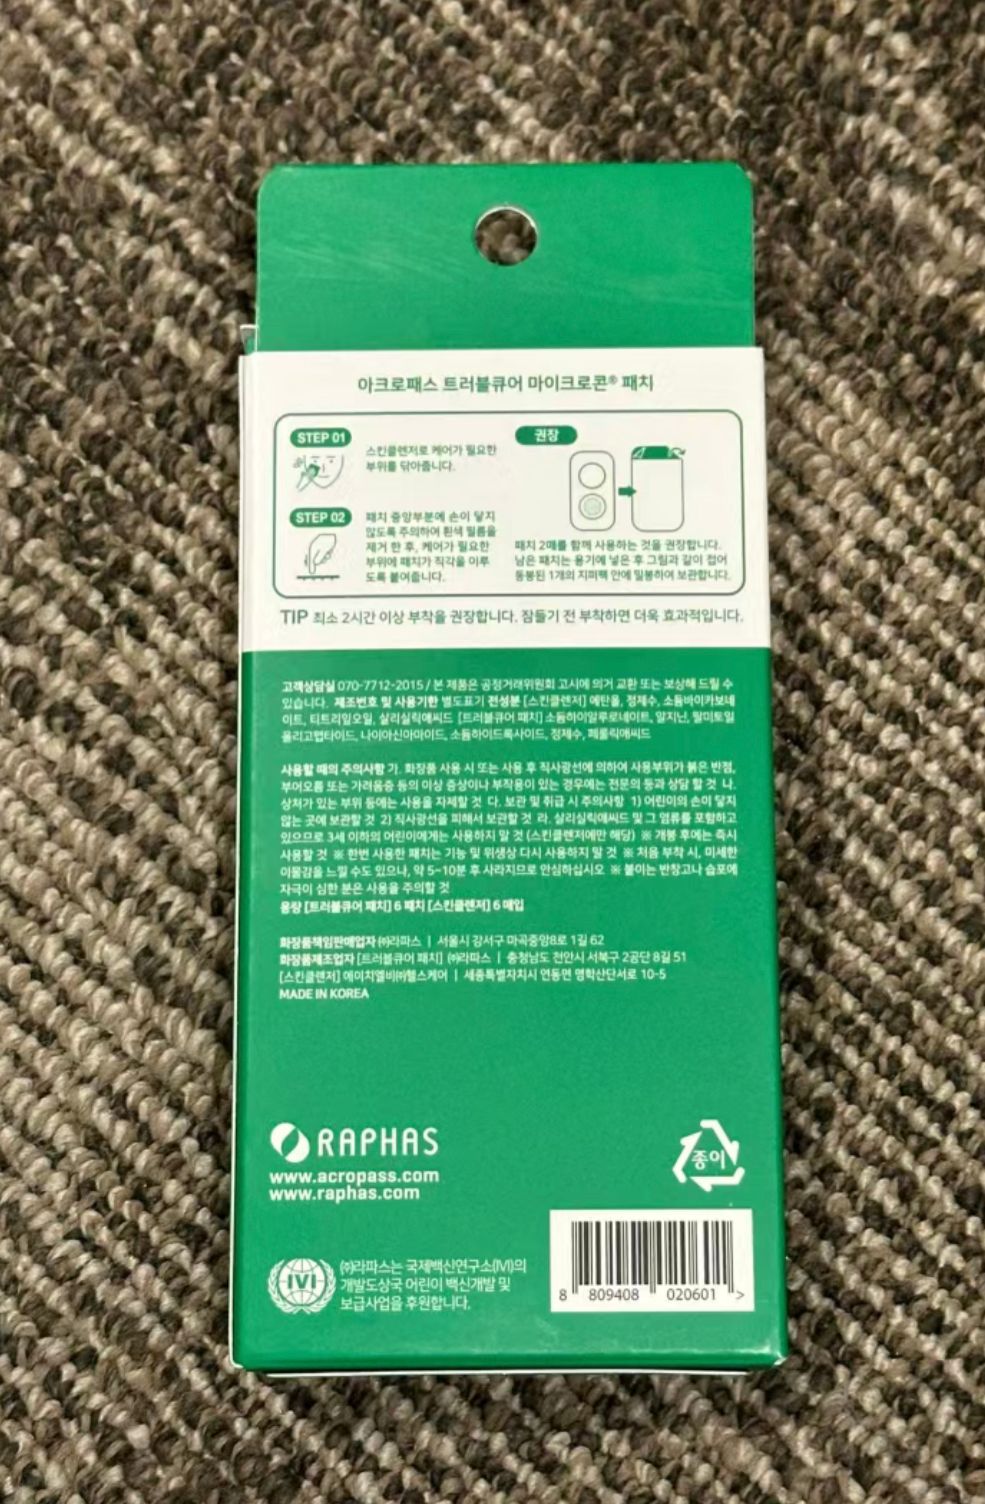 아크로패스 트러블큐어 마이크로콘® 패치
STEP 01
스킨클렌저로 케어가 필요한
부위를 닦아줍니다.
STEP 02
패치 중앙부분에 손이 닿지
않도록 주의하여 흰색 필름을
제거 한 후, 케어가 필요한
부위에 패치가 직각을 이루
도록 붙여줍니다.
권장
패치 2매를 함께 사용하는 것을 권장합니다.
남은 패치는 용기에 넣은 후 그림과 같이 접어
동봉된 1개의 지퍼팩 안에 밀봉하여 보관합니다.
TIP 최소 2시간 이상 부착을 권장합니다. 잠들기 전 부착하면 더욱 효과적입니다.
고객상담실 070-7712-2015 / 본 제품은 공정거래위원회 고시에 의거 교환 또는 보상해 드릴 수
있습니다. 제조번호 및 사용기한 별도표기 전성분 [스킨클렌저] 에탄올, 정제수, 소듐바이카보네
이트, 티트리잎오일, 살리실릭애씨드 [트러블큐어 패치] 소듐하이알루로네이트, 알지닌, 팔미토일
올리고헵타이드, 나이아신아마이드, 소듐하이드록사이드, 정제수, 페룰릭애씨드
사용할 때의 주의사항 가. 화장품 사용 시 또는 사용 후 직사광선에 의하여 사용부위가 붉은 반점,
부어오름 또는 가려움증 등의 이상 증상이나 부작용이 있는 경우에는 전문의 등과 상담 할 것 나.
상처가 있는 부위 등에는 사용을 자제할 것 다. 보관 및 취급 시 주의사항 1) 어린이의 손이 닿지
않는 곳에 보관할 것 2) 직사광선을 피해서 보관할 것 라. 살리실릭애씨드 및 그 염류를 포함하고
있으므로 3세 이하의 어린이에게는 사용하지 말 것 (스킨클렌저에만 해당) ※ 개봉 후에는 즉시
사용할 것 ※ 한번 사용한 패치는 기능 및 위생상 다시 사용하지 말 것 ※ 처음 부착 시, 미세한
이물감을 느낄 수도 있으나, 약 5~10분 후 사라지므로 안심하십시오 ※ 붙이는 반창고나 습포에
자극이 심한 분은 사용을 주의할 것
용량 [트러블큐어 패치] 6 패치 [스킨클렌저] 6 매입
화장품책임판매업자 ㈜라파스 | 서울시 강서구 마곡중앙8로 1길 62
화장품제조업자 [트러블큐어 패치] ㈜라파스 | 충청남도 천안시 서북구 2공단 8길 51
[스킨클렌저] 에이치엘비㈜헬스케어 | 세종특별자치시 연동면 명학산단서로 10-5
MADE IN KOREA
RAPHAS
www.acropass.com
www.raphas.com
종이
IVI
㈜라파스는 국제백신연구소(IVI)의
개발도상국 어린이 백신개발 및
보급사업을 후원합니다.
8 809408 020601 >